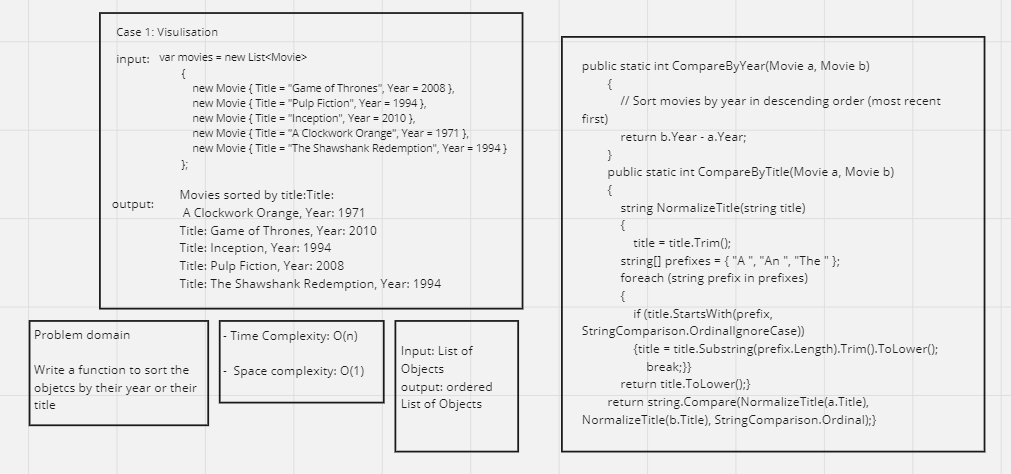 Case 1: Visulisation
input: var movies = new List<Movie>
{
new Movie { Title = "Game of Thrones", Year = 2008 },
new Movie { Title = "Pulp Fiction", Year = 1994 },
new Movie { Title = "Inception", Year = 2010 },
new Movie { Title = "A Clockwork Orange", Year = 1971 },
new Movie { Title = "The Shawshank Redemption", Year = 1994 }
};
output:
Movies sorted by title:Title:
A Clockwork Orange, Year: 1971
Title: Game of Thrones, Year: 2010
Title: Inception, Year: 1994
Title: Pulp Fiction, Year: 2008
Title: The Shawshank Redemption, Year: 1994
Problem domain
Write a function to sort the
objetcs by their year or their
title
- Time Complexity: O(n)
- Space complexity: O(1)
Input: List of
Objects
output: ordered
List of Objects
public static int CompareByYear(Movie a, Movie b)
{
// Sort movies by year in descending order (most recent
first)
return b.Year - a.Year;
}
public static int CompareByTitle(Movie a, Movie b)
{
string NormalizeTitle(string title)
{
title = title.Trim();
string[] prefixes = { "A ", "An ", "The " };
foreach (string prefix in prefixes)
{
if (title.StartsWith(prefix,
StringComparison.OrdinalIgnoreCase))
{title = title.Substring(prefix.Length).Trim().ToLower();
break;}}
return title.ToLower();}
return string.Compare(NormalizeTitle(a.Title),
NormalizeTitle(b.Title), StringComparison.Ordinal);}